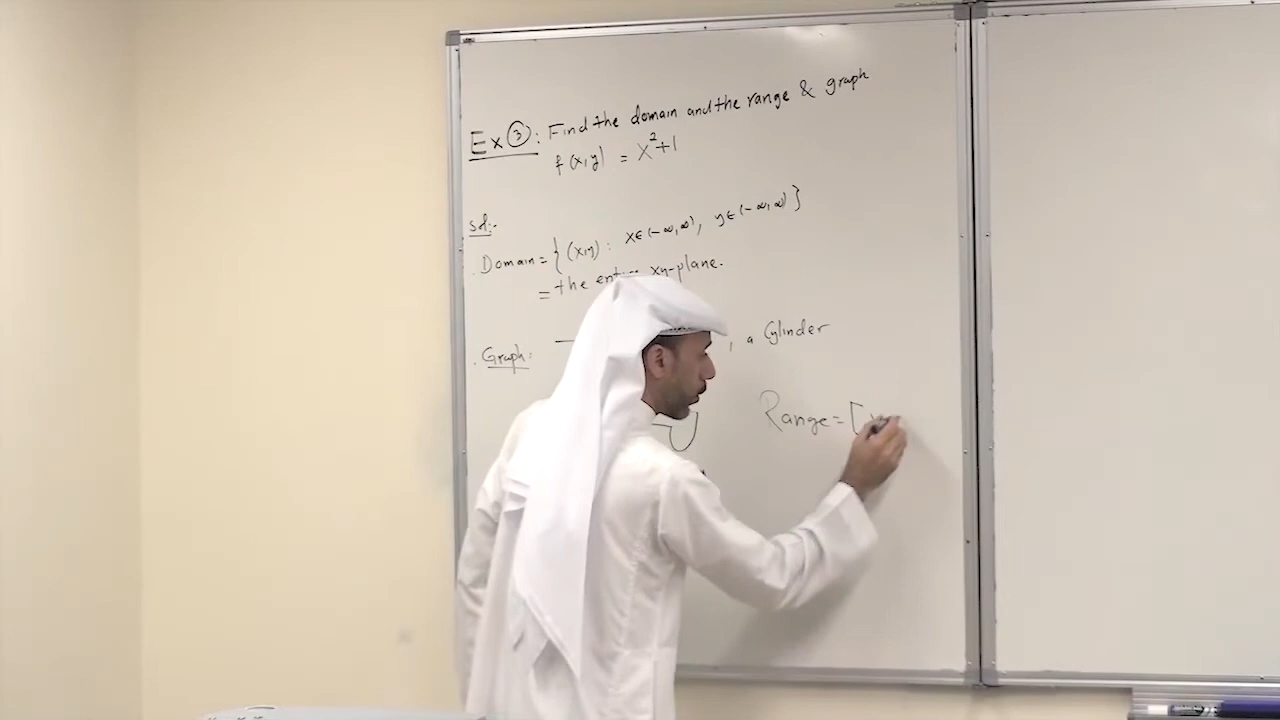 Ex ③: Find the domain and the range & graph
f(x,y) = x²+1
Sol:-
. Domain = {(x,y): x∈(-∞,∞), y∈(-∞,∞)}
= the entire xy-plane.
. Graph: , a Cylinder
Range = [